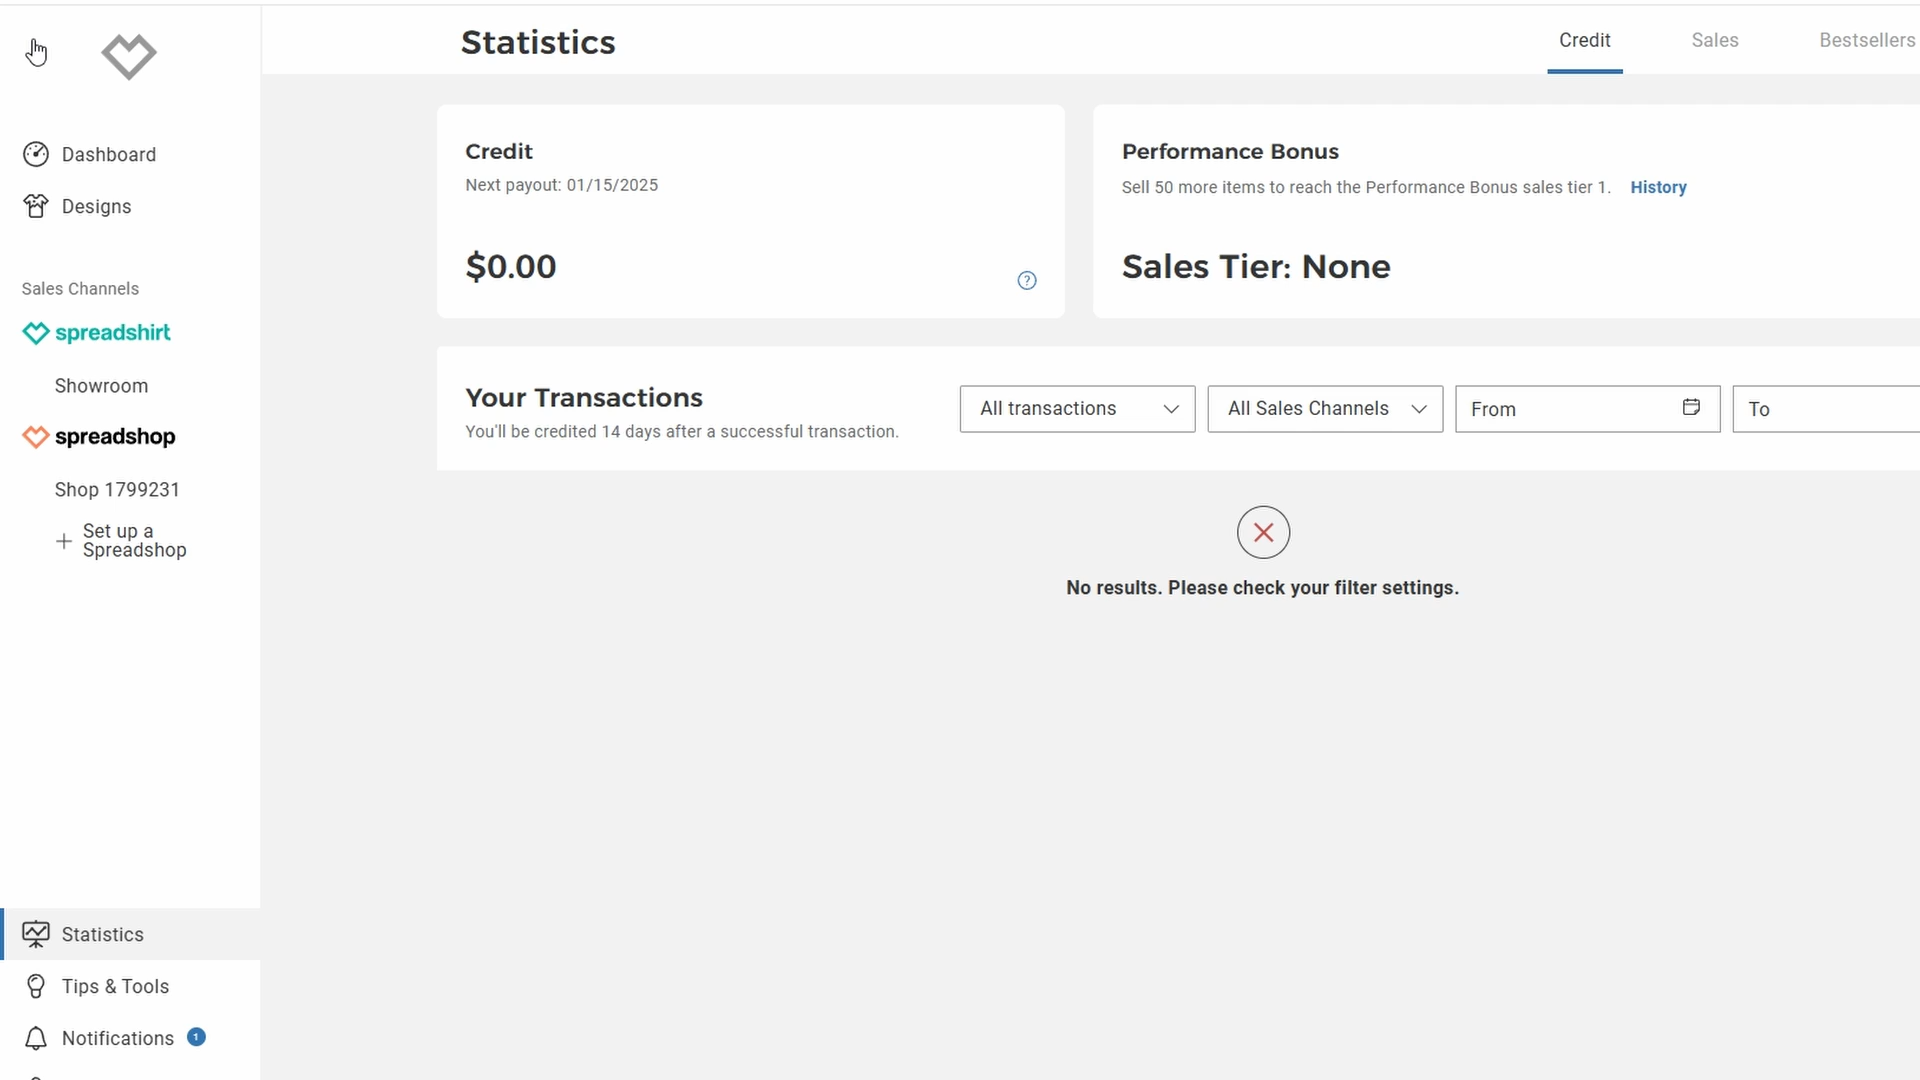 Statistics
Credit
Sales
Bestsellers
Dashboard
Designs
Sales Channels
spreadshirt
Showroom
spreadshop
Shop 1799231
Set up a
Spreadshop
Statistics
Tips & Tools
Notifications 1
Credit
Next payout: 01/15/2025
$0.00
?
Performance Bonus
Sell 50 more items to reach the Performance Bonus sales tier 1. History
Sales Tier: None
Your Transactions
You'll be credited 14 days after a successful transaction.
All transactions
All Sales Channels
From
To
No results. Please check your filter settings.